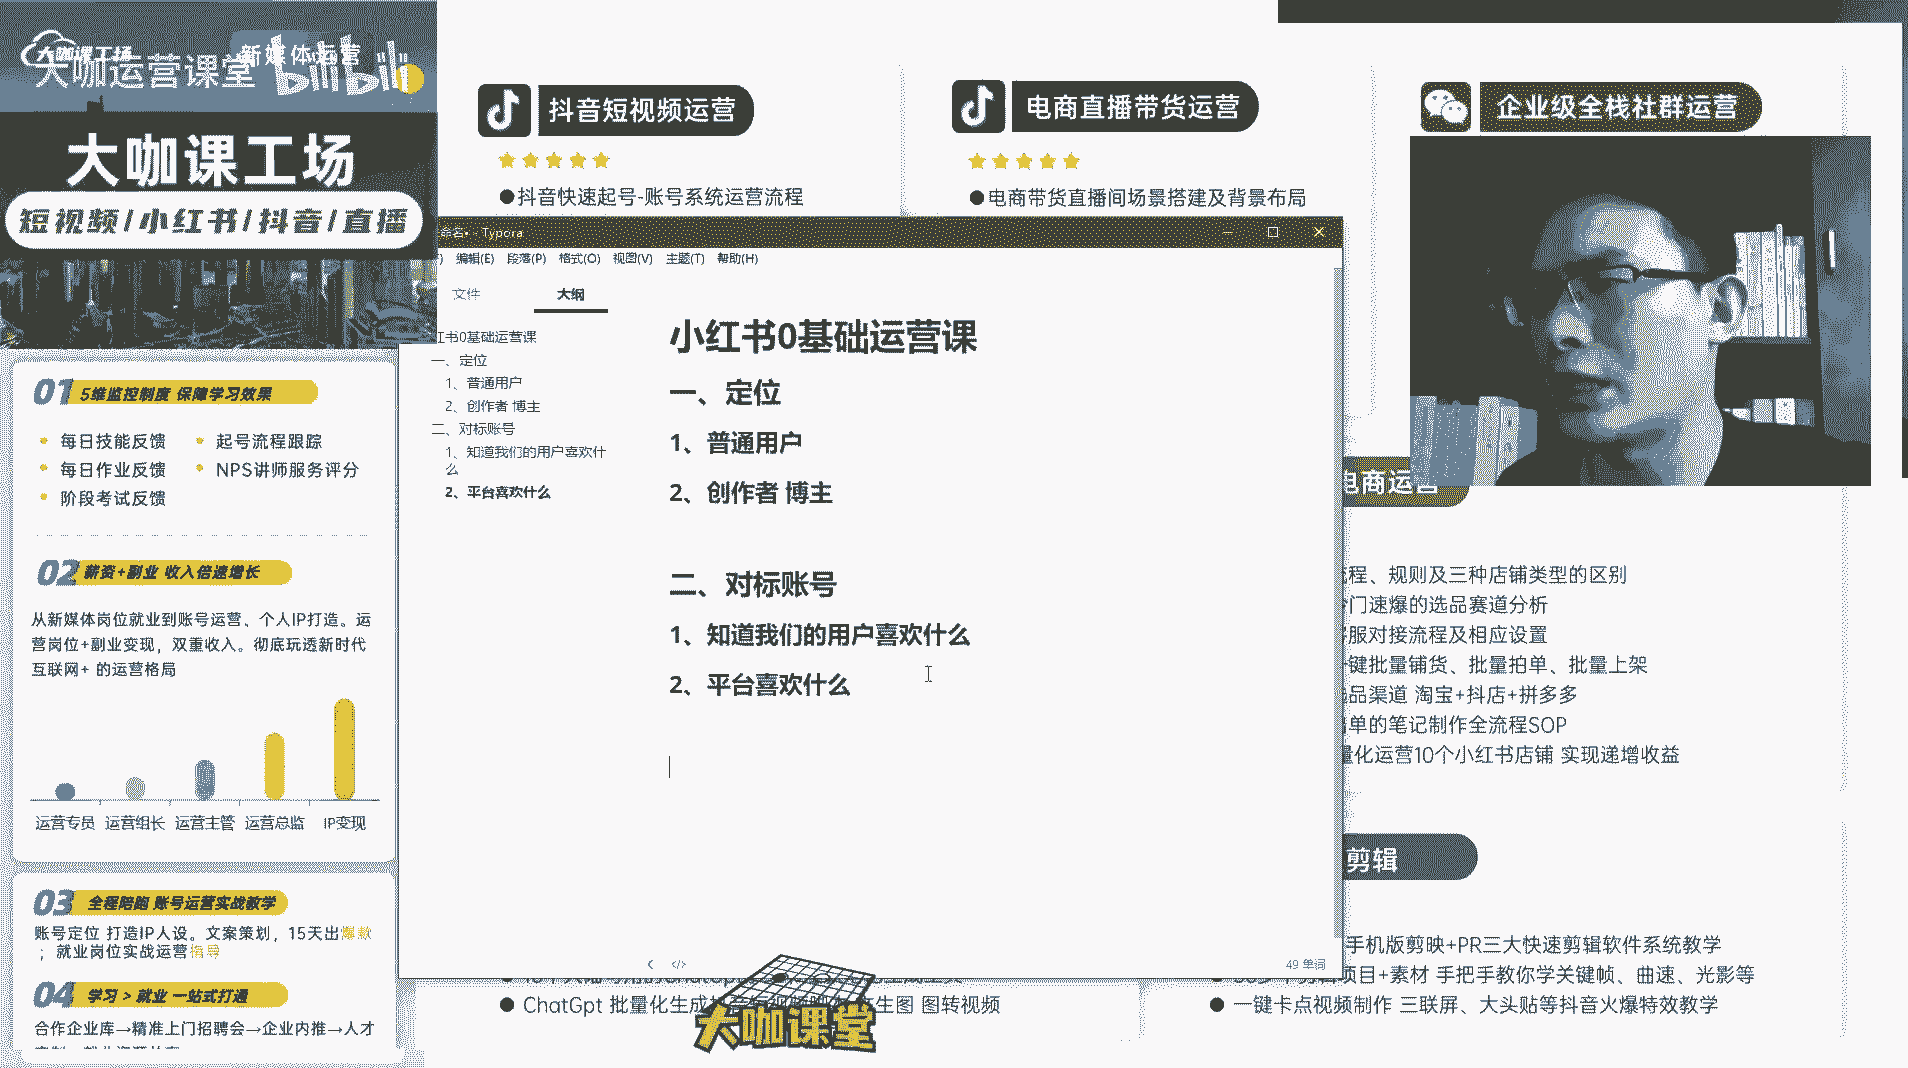 大咖课工场
新媒体运营
大咖运营课堂
bilibili
大咖课工场
短视频/小红书/抖音/直播
01 5维监控制度 保障学习效果
每日技能反馈
起号流程跟踪
每日作业反馈
NPS讲师服务评分
阶段考试反馈
02 薪资+副业 收入倍速增长
从新媒体岗位就业到账号运营、个人IP打造。运
营岗位+副业变现，双重收入。彻底玩透新时代
互联网+ 的运营格局
运营专员 运营组长 运营主管 运营总监 IP变现
03 全程陪跑 账号运营实战教学
账号定位 打造IP人设。文案策划，15天出爆款
；就业岗位实战运营指导
04 学习 > 就业 一站式打通
合作企业库→精准上门招聘会→企业内推→人才
抖音短视频运营
●抖音快速起号-账号系统运营流程
电商直播带货运营
●电商带货直播间场景搭建及背景布局
企业级全栈社群运营
命名• - Typora
编辑(E) 段落(P) 格式(O) 视图(V) 主题(T) 帮助(H)
文件 大纲
书0基础运营课
一、定位
1、普通用户
2、创作者 博主
二、对标账号
1、知道我们的用户喜欢什
么
2、平台喜欢什么
小红书0基础运营课
一、定位
1、普通用户
2、创作者 博主
二、对标账号
1、知道我们的用户喜欢什么
2、平台喜欢什么
49 单词
电商运营
程、规则及三种店铺类型的区别
门速爆的选品赛道分析
服对接流程及相应设置
键批量铺货、批量拍单、批量上架
品渠道 淘宝+抖店+拼多多
单的笔记制作全流程SOP
量化运营10个小红书店铺 实现递增收益
剪辑
手机版剪映+PR三大快速剪辑软件系统教学
项目+素材 手把手教你学关键帧、曲速、光影等
● 一键卡点视频制作 三联屏、大头贴等抖音火爆特效教学
● ChatGpt 批量化生成
生图 图转视频
大咖课堂